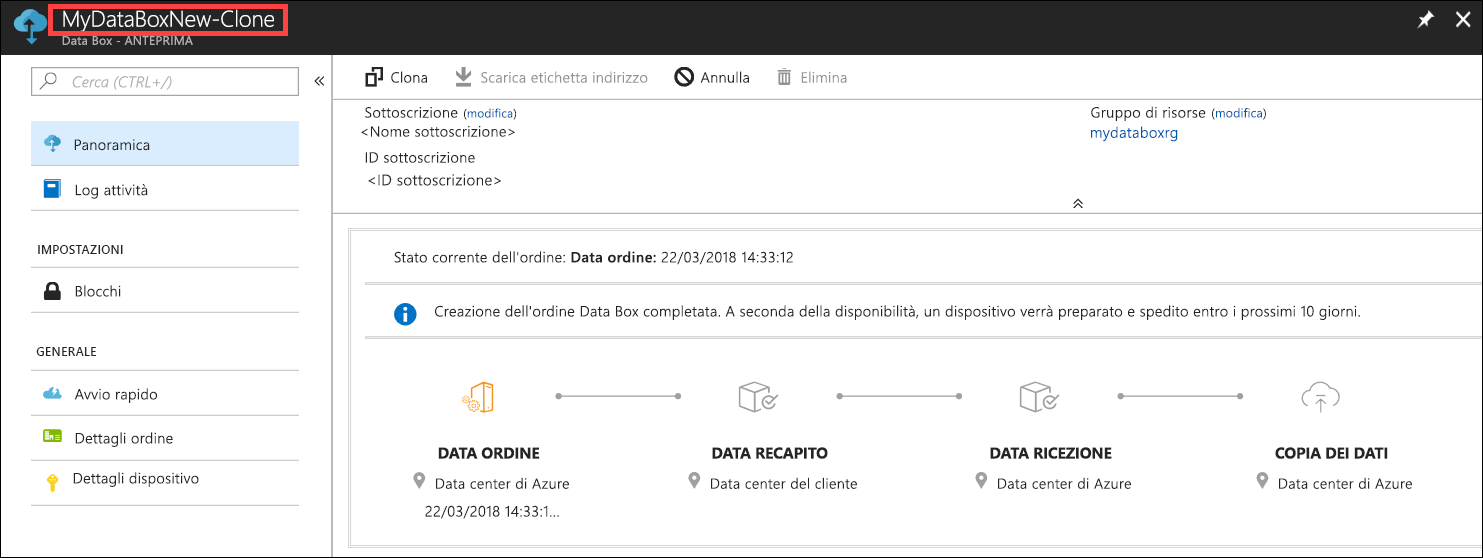 MyDataBoxNew-Clone
Data Box - ANTEPRIMA
Cerca (CTRL+/)
«
Panoramica
Log attività
IMPOSTAZIONI
Blocchi
GENERALE
Avvio rapido
Dettagli ordine
Dettagli dispositivo
Clona Scarica etichetta indirizzo Annulla Elimina
Sottoscrizione (modifica)
<Nome sottoscrizione>
ID sottoscrizione
<ID sottoscrizione>
Gruppo di risorse (modifica)
mydataboxrg
Stato corrente dell'ordine: Data ordine: 22/03/2018 14:33:12
Creazione dell'ordine Data Box completata. A seconda della disponibilità, un dispositivo verrà preparato e spedito entro i prossimi 10 giorni.
DATA ORDINE
Data center di Azure
22/03/2018 14:33:1...
DATA RECAPITO
Data center del cliente
DATA RICEZIONE
Data center di Azure
COPIA DEI DATI
Data center di Azure